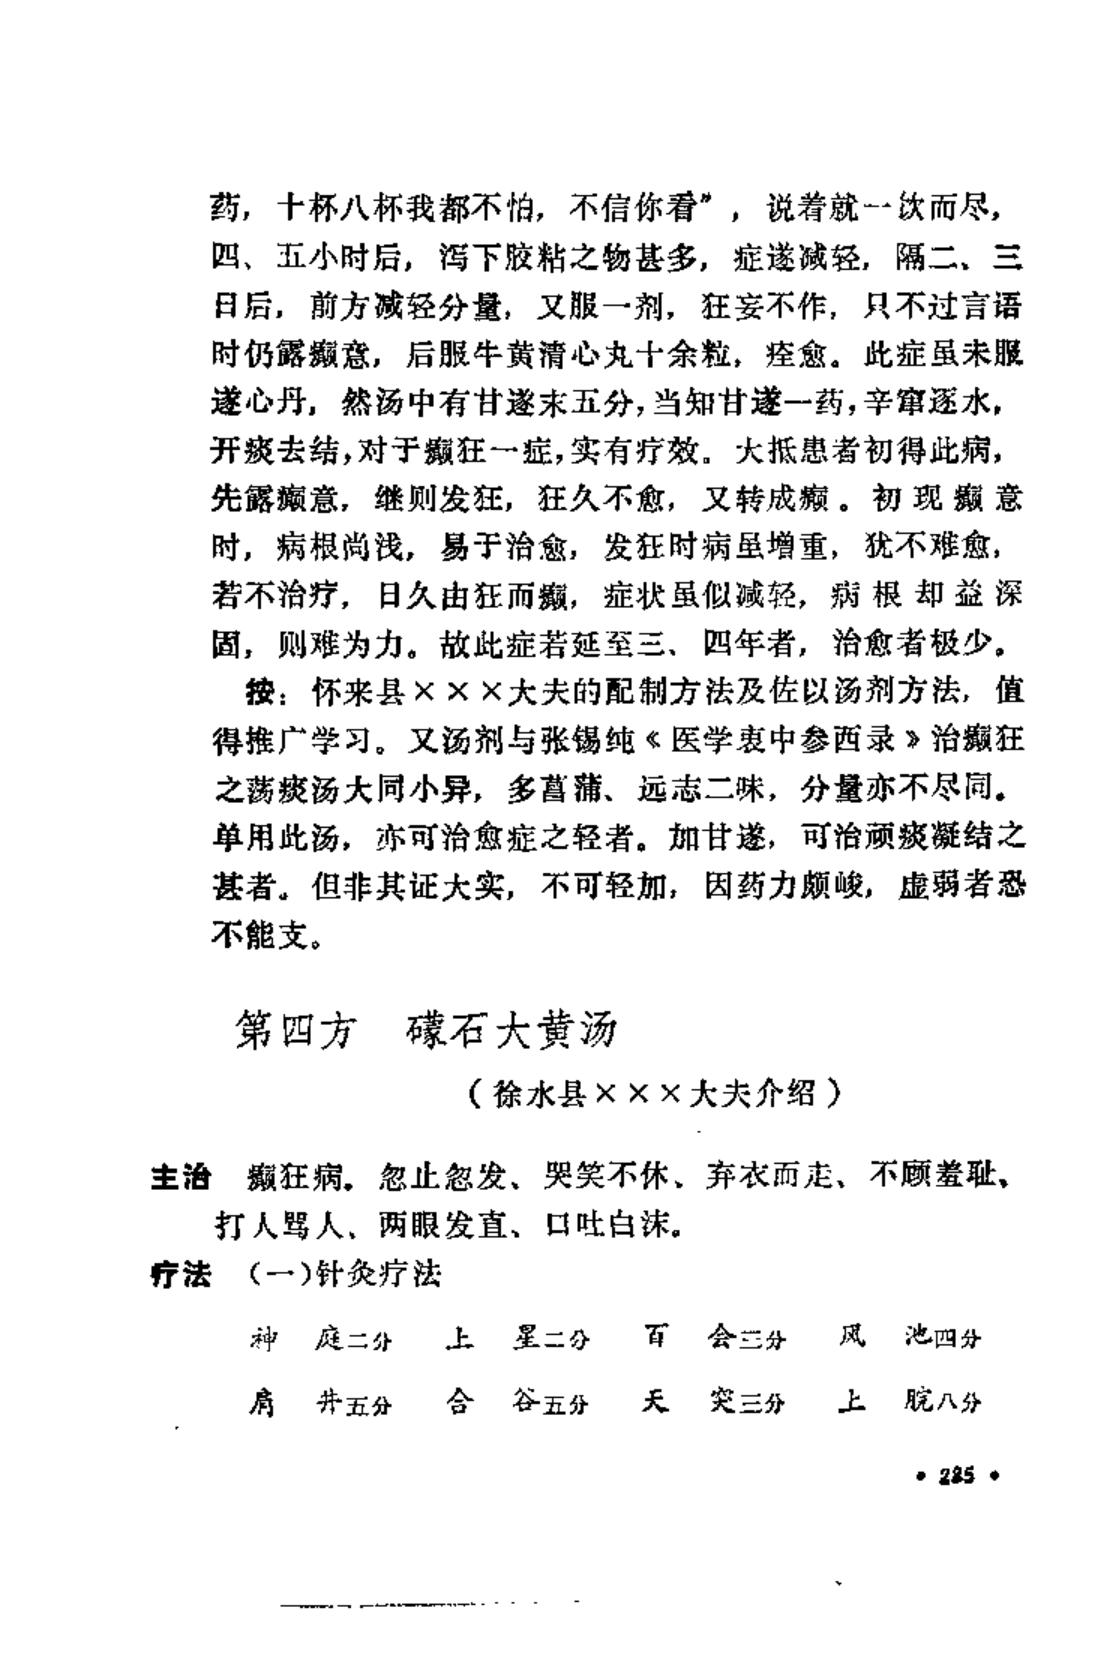 药，十杯八杯我都不怕，不信你看”，说着就一饮而尽，
四、五小时后，泻下胶粘之物甚多，症遂减轻，隔二、三
日后，前方减轻分量，又服一剂，狂妄不作，只不过言语
时仍露癫意，后服牛黄清心丸十余粒，痊愈。此症虽未服
遂心丹，然汤中有甘遂末五分，当知甘遂一药，辛窜逐水，
开痰去结，对于癫狂一症，实有疗效。大抵患者初得此病，
先露癫意，继则发狂，狂久不愈，又转成癫。初现癫意
时，病根尚浅，易于治愈，发狂时病虽增重，犹不难愈，
若不治疗，日久由狂而癫，症状虽似减轻，病根却益深
固，则难为力。故此症若延至三、四年者，治愈者极少。
按：怀来县×××大夫的配制方法及佐以汤剂方法，值
得推广学习。又汤剂与张锡纯《医学衷中参西录》治癫狂
之荡痰汤大同小异，多菖蒲、远志二味，分量亦不尽同。
单用此汤，亦可治愈症之轻者。加甘遂，可治顽痰凝结之
甚者。但非其证大实，不可轻加，因药力颇峻，虚弱者恐
不能支。
第四方 礞石大黄汤
（徐水县×××大夫介绍）
主治 癫狂病。忽止忽发、哭笑不休、弃衣而走、不顾羞耻、
打人骂人、两眼发直、口吐白沫。
疗法 （一）针灸疗法
神庭二分 上星二分 百会三分 风池四分
肩井五分 合谷五分 天突三分 上脘八分
• 285 •